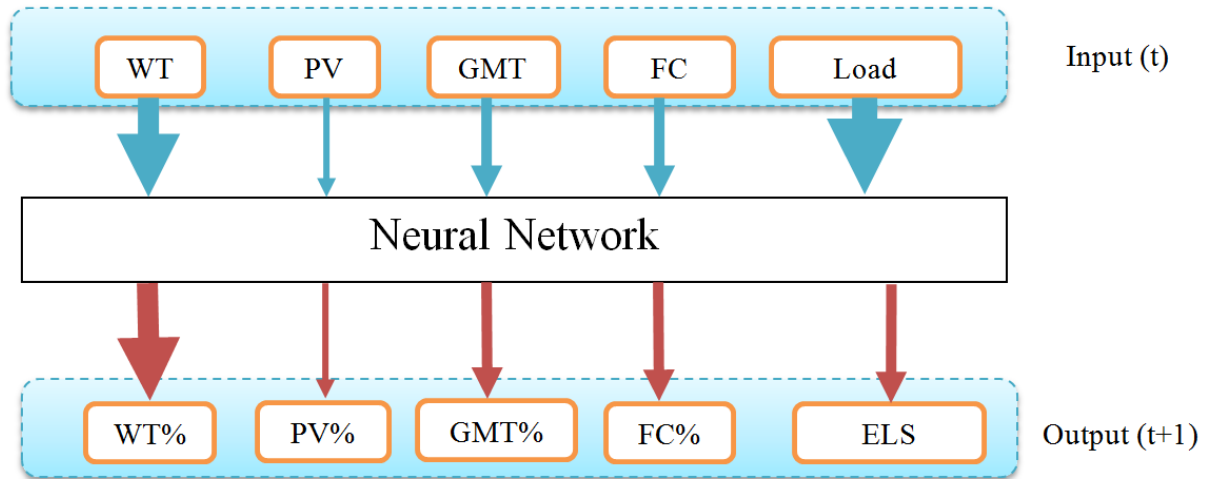 WT PV GMT FC Load Input (t)
Neural Network
WT% PV% GMT% FC% ELS Output (t+1)